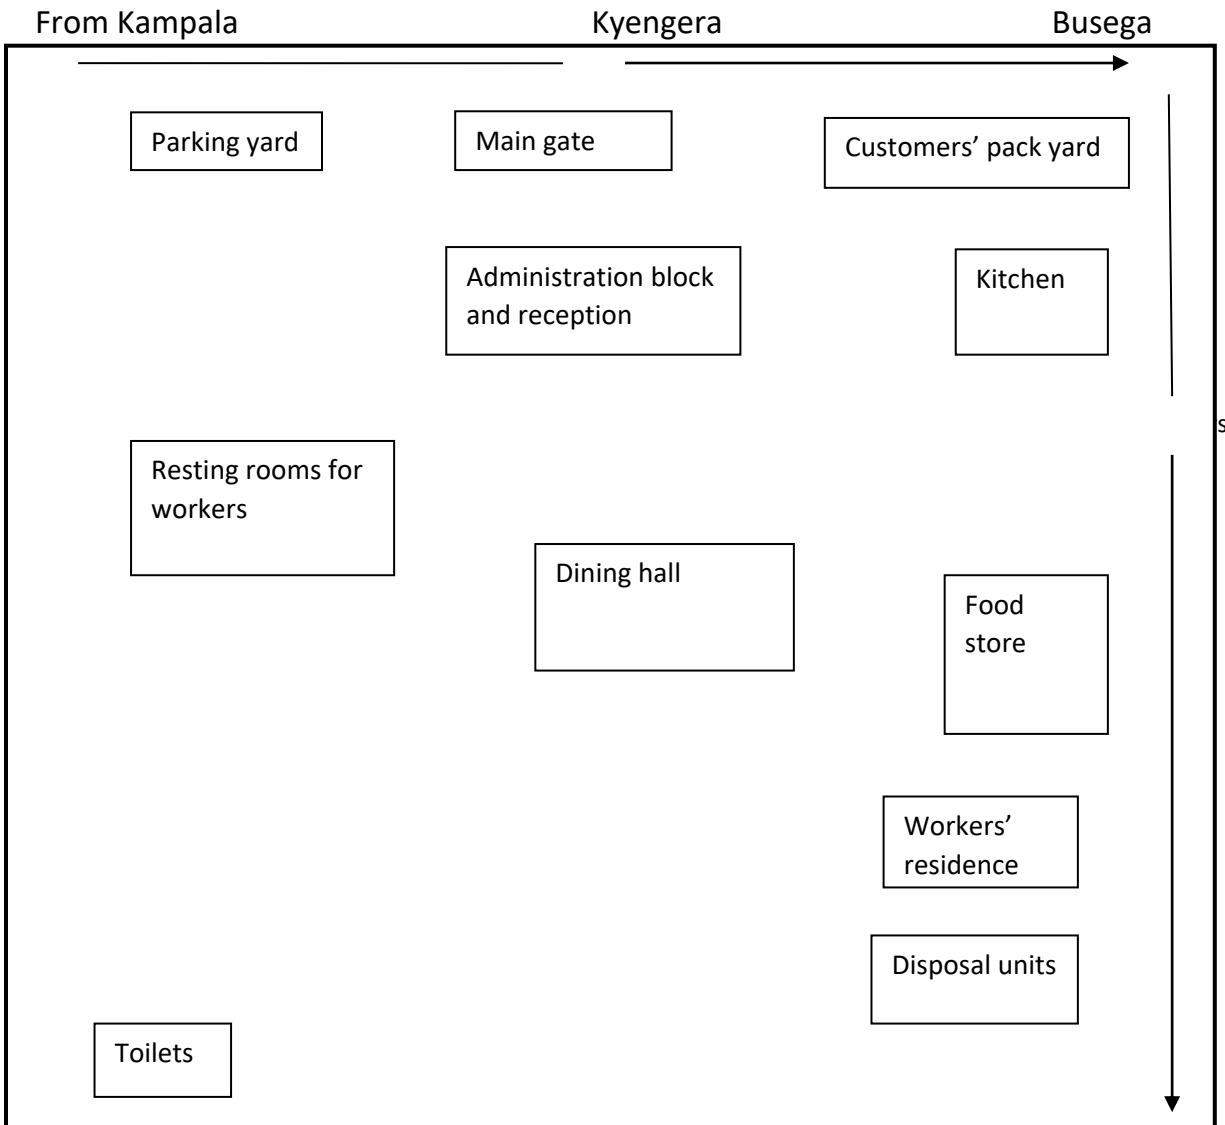 From Kampala Kyengera Busega
Parking yard
Main gate
Customers’ pack yard
Administration block
and reception
Kitchen
Resting rooms for
workers
Dining hall
Food
store
Workers’
residence
Disposal units
Toilets